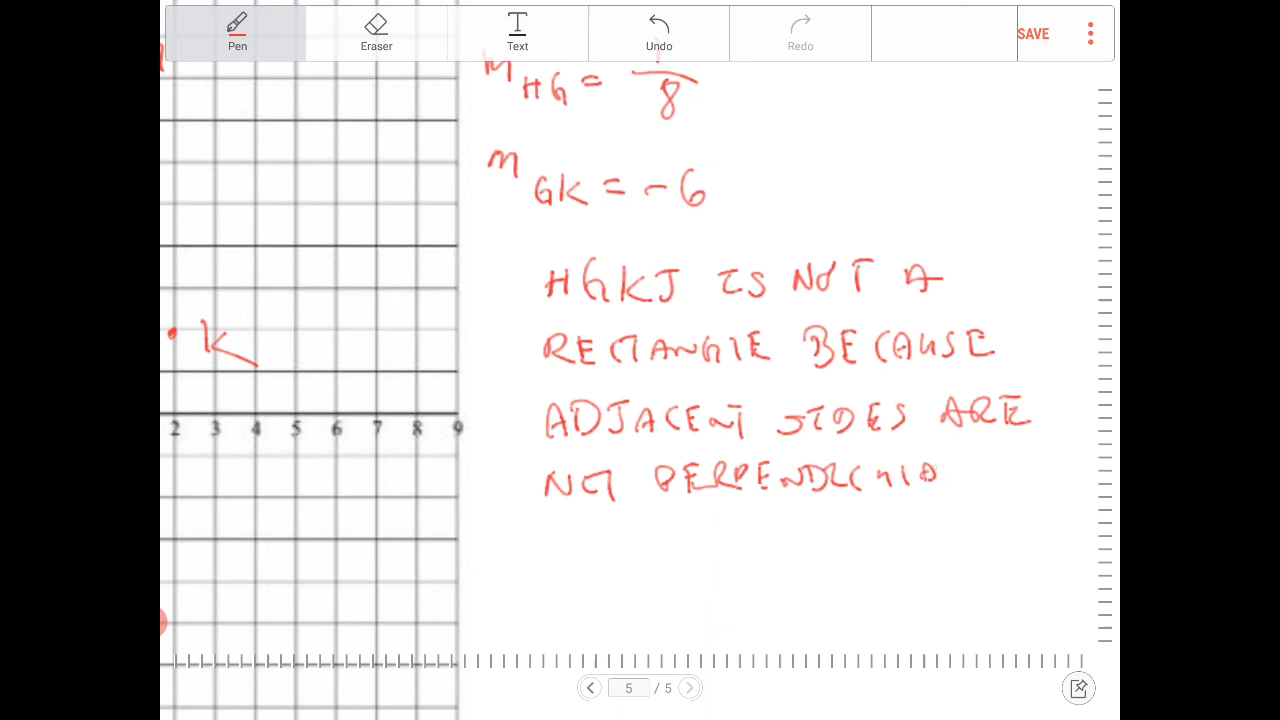 Pen Eraser Text Undo Redo SAVE
m HG = 1/8
m GK = -6
HGKJ IS NOT A
RECTANGLE BECAUSE
K
ADJACENT SIDES ARE
2 3 4 5 6 7 8 9
NOT
5 / 5